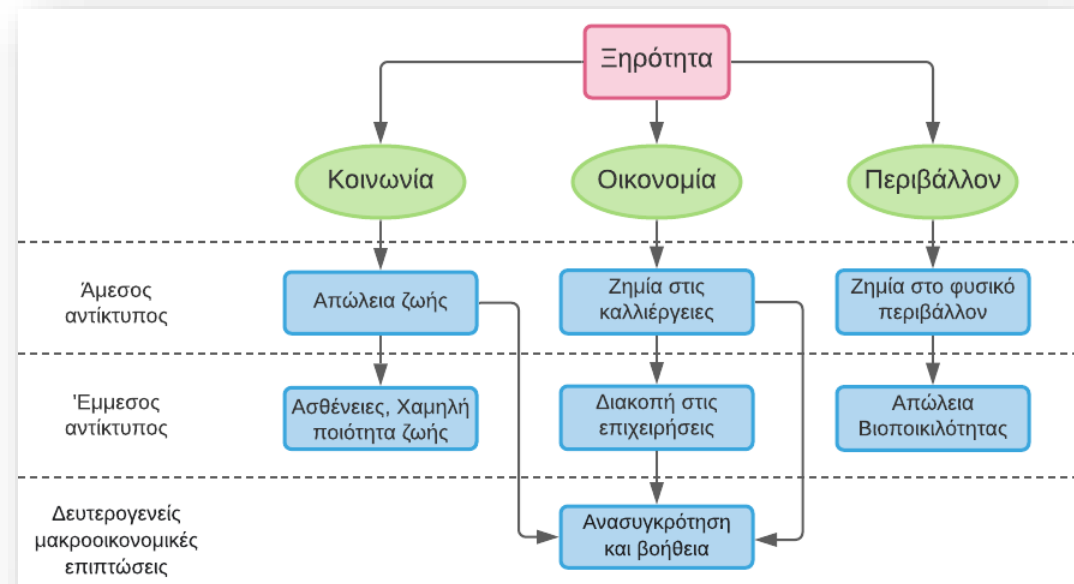 Ξηρότητα
Κοινωνία
Οικονομία
Περιβάλλον
Άμεσος
αντίκτυπος
Απώλεια ζωής
Ζημία στις
καλλιέργειες
Ζημία στο φυσικό
περιβάλλον
'Εμμεσος
αντίκτυπος
Ασθένειες, Χαμηλή
ποιότητα ζωής
Διακοπή στις
επιχειρήσεις
Απώλεια
Βιοποικιλότητας
Δευτερογενείς
μακροοικονομικές
επιπτώσεις
Ανασυγκρότηση
και βοήθεια